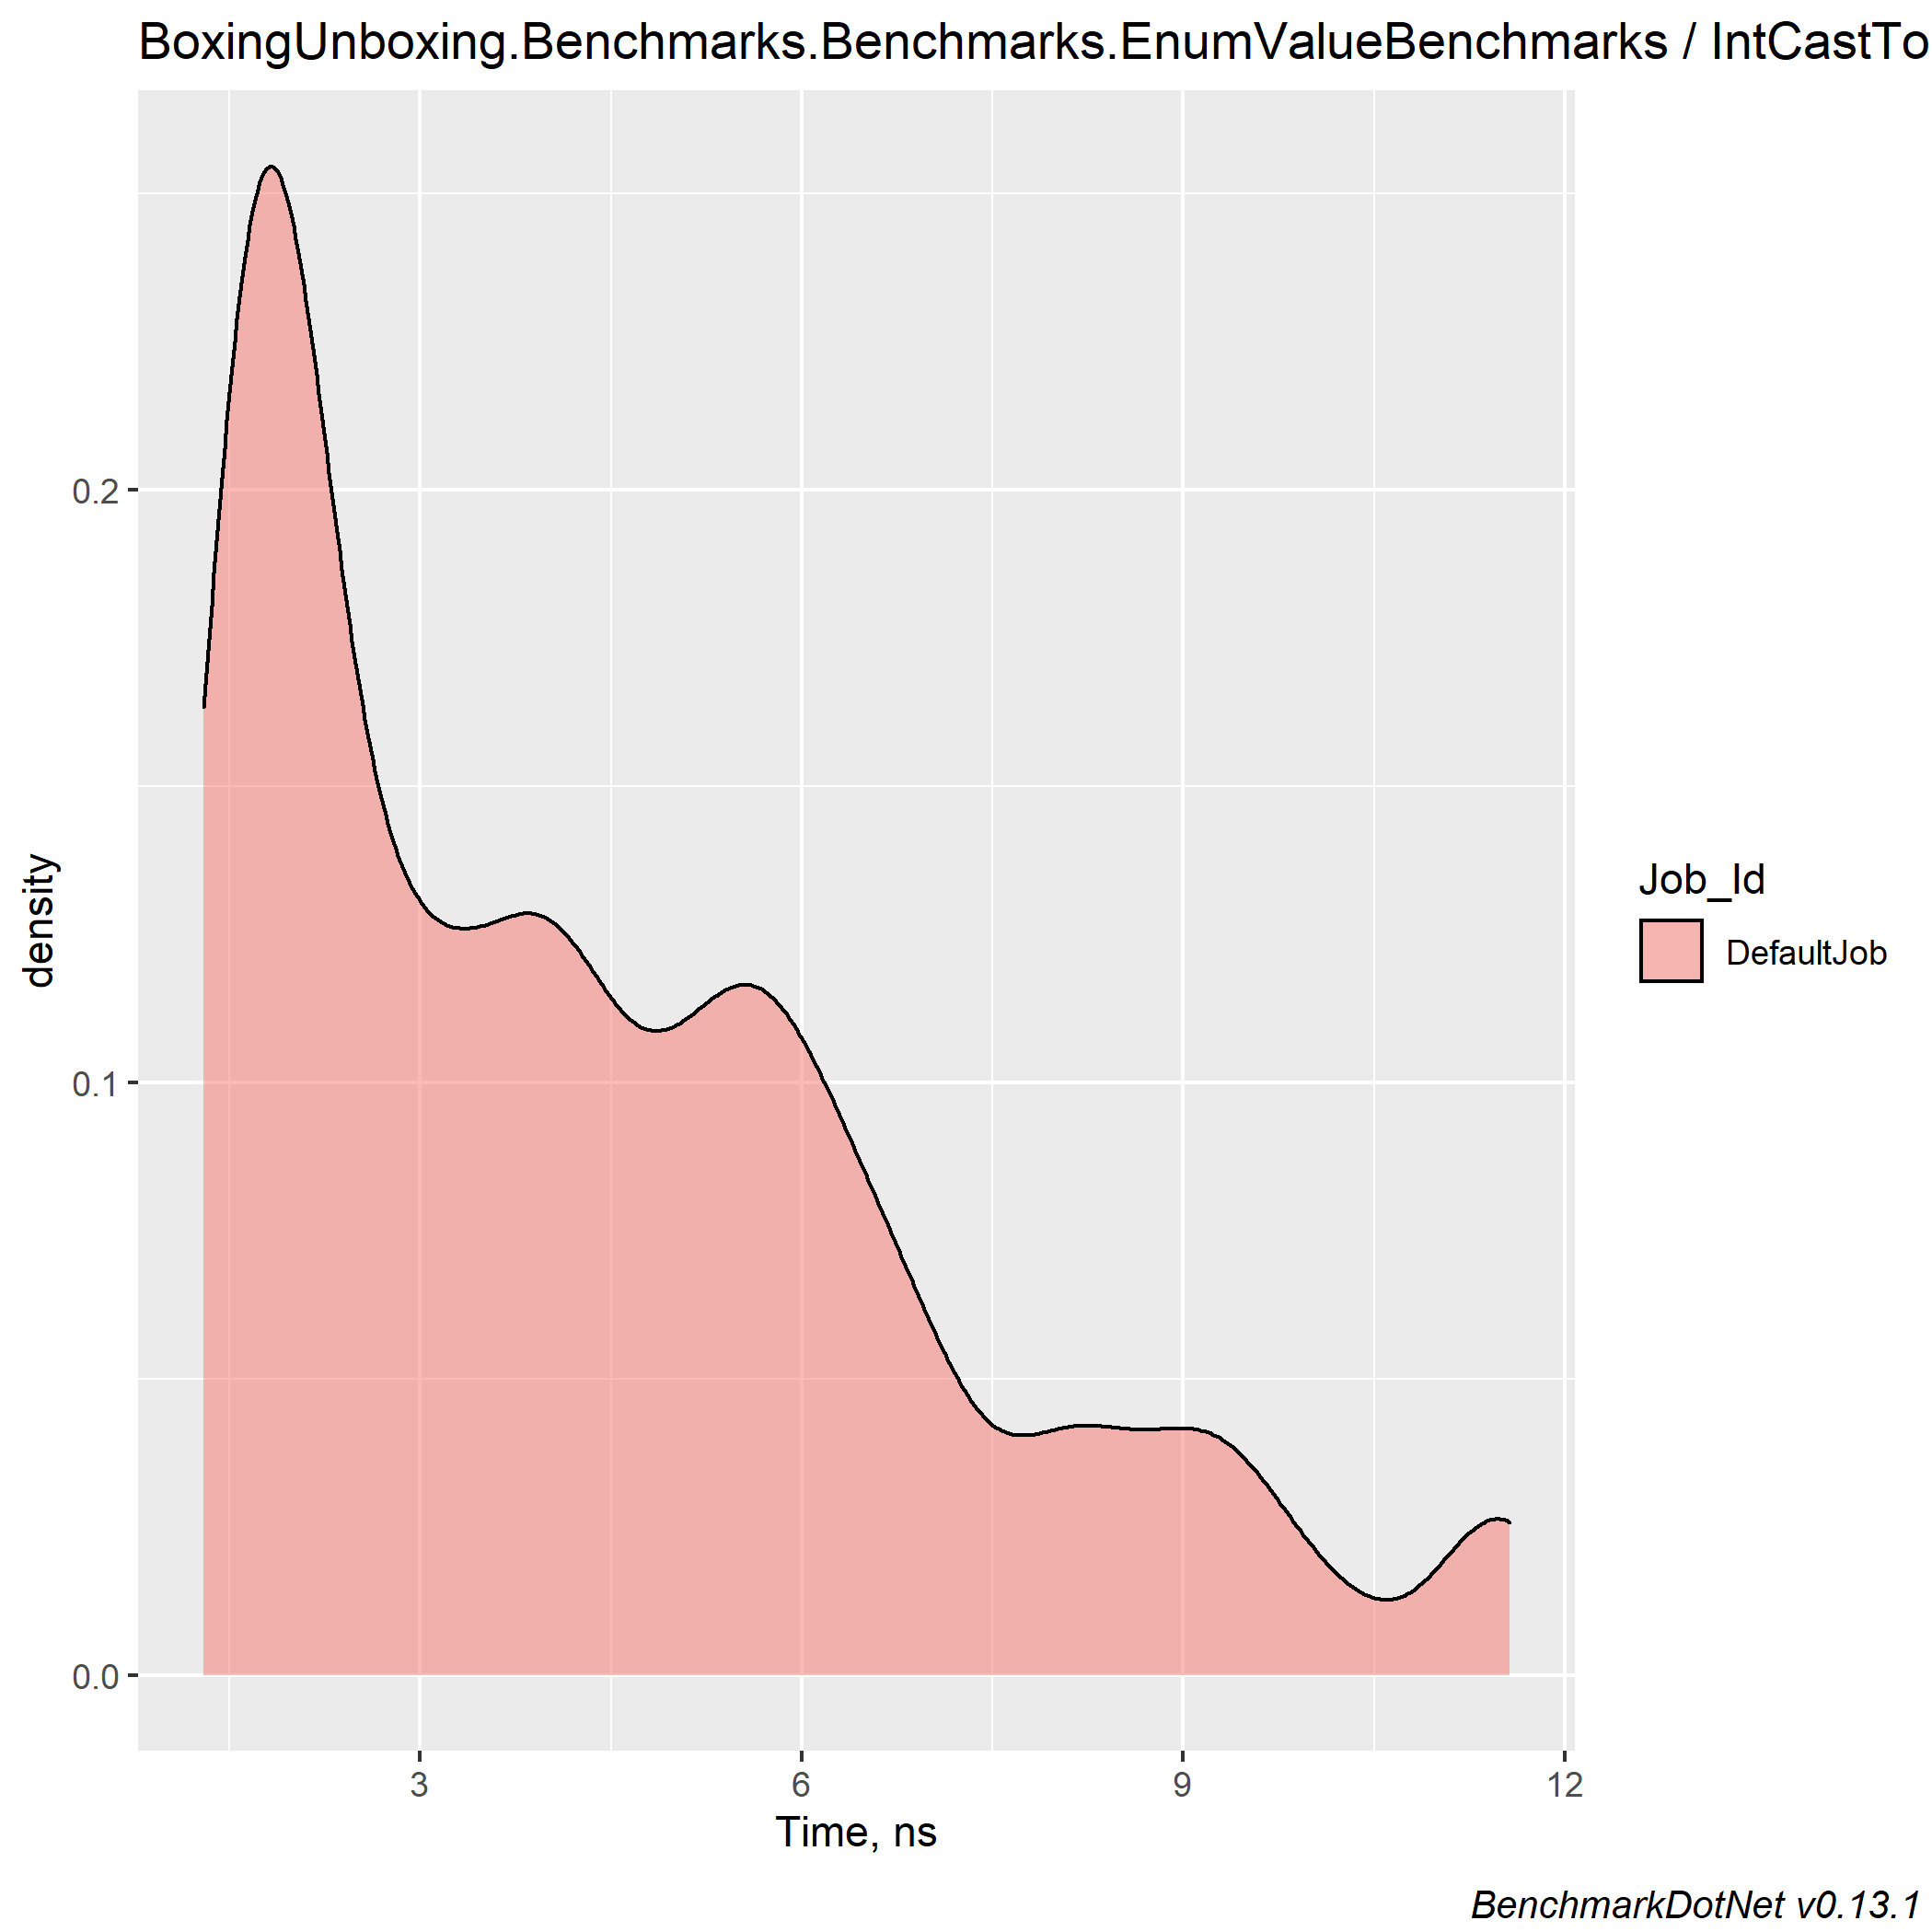 BoxingUnboxing.Benchmarks.Benchmarks.EnumValueBenchmarks / IntCastTo
density
0.2
0.1
0.0
3 6 9 12
Time, ns
Job_Id
DefaultJob
BenchmarkDotNet v0.13.1